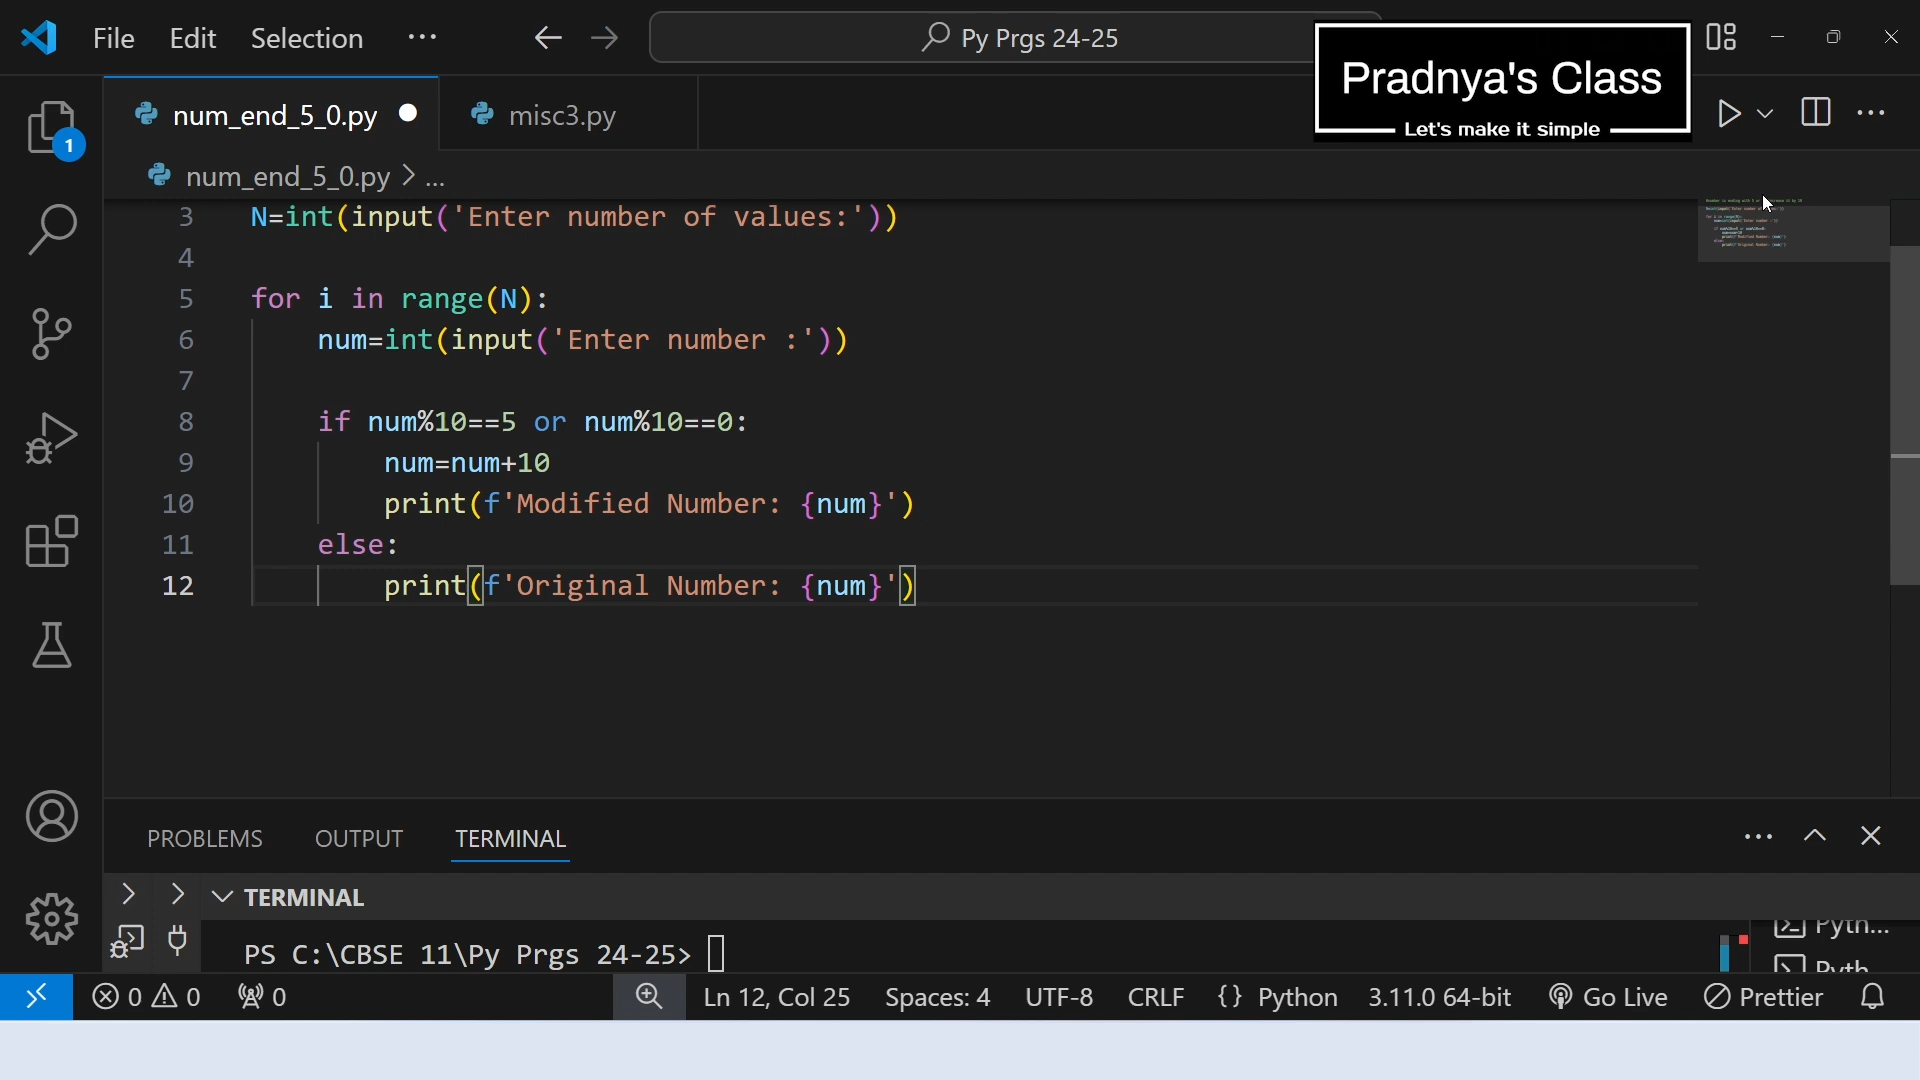 File Edit Selection ...
Py Prgs 24-25
Pradnya's Class
Let's make it simple
num_end_5_0.py
misc3.py
1
num_end_5_0.py > ...
3 N=int(input('Enter number of values:'))
4
5 for i in range(N):
6 num=int(input('Enter number :'))
7
8 if num%10==5 or num%10==0:
9 num=num+10
10 print(f'Modified Number: {num}')
11 else:
12 print(f'Original Number: {num}')
PROBLEMS OUTPUT TERMINAL
TERMINAL
PS C:\CBSE 11\Py Prgs 24-25>
0 0 0 Ln 12, Col 25 Spaces: 4 UTF-8 CRLF {} Python 3.11.0 64-bit Go Live Prettier